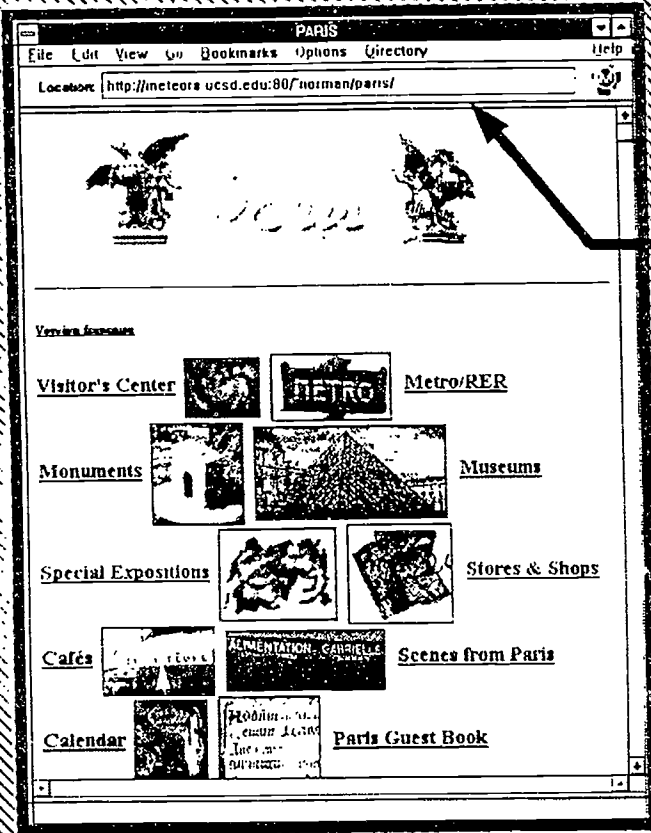 PARIS
File Edit View Go Bookmarks Options Directory Help
Location: http://meteora.ucsd.edu:80/~norman/paris/
Version française
Visitor's Center METRO Metro/RER
Monuments Museums
Special Expositions Stores & Shops
Cafés ALIMENTATION GABRIELLE Scenes from Paris
Calendar Paris Guest Book